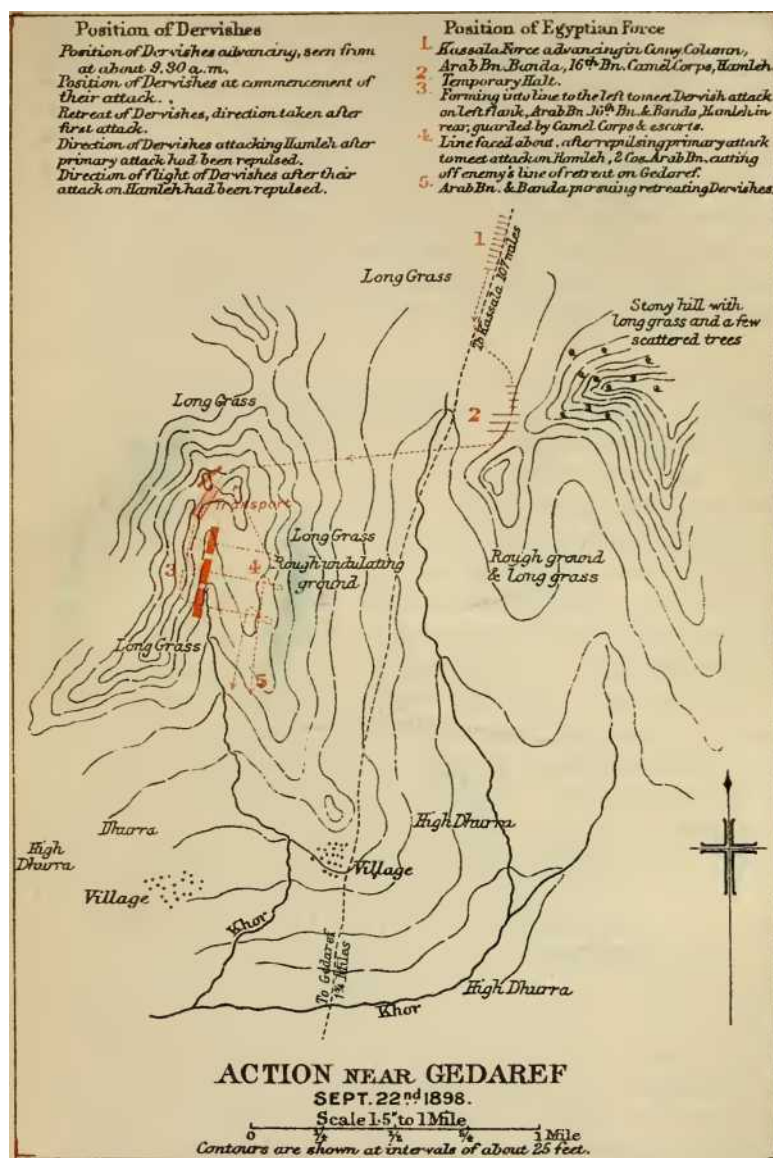 Position of Dervishes
Position of Dervishes advancing, seen from
at about 9.30 a.m.
Position of Dervishes at commencement of
their attack. .
Retreat of Dervishes, direction taken after
first attack.
Direction of Dervishes attacking Hamleh after
primary attack had been repulsed.
Direction of flight of Dervishes after their
attack on Hamleh had been repulsed.
Position of Egyptian Force
1. Kassala Force advancing in Column,
Arab Bn. Banda, 16th Bn. Camel Corps, Hamleh.
2.
3. Temporary Halt.
Forming into line to the left to meet Dervish attack
on left flank, Arab Bn. 16th Bn. & Banda, Hamleh in
rear; guarded by Camel Corps & escorts.
4. Line faced about, after repulsing primary attack
to meet attack on Hamleh, 2 Cos. Arab Bn. cutting
off enemy's line of retreat on Gedaref.
5. Arab Bn. & Banda pursuing retreating Dervishes.
1
Long Grass
To Kassala 107 miles
Stony hill with
long grass and a few
scattered trees
Long Grass
2
Transport
Long Grass
Rough undulating
ground
3
4
Rough ground
& long grass
Long Grass
5
Dhurra
High
Dhurra
High Dhurra
Village
Village
Khor
To Gedaref
1¾ Miles
High Dhurra
Khor
ACTION NEAR GEDAREF
SEPT. 22nd 1898.
Scale 1·5" to 1 Mile
0
1 Mile
Contours are shown at intervals of about 25 feet.